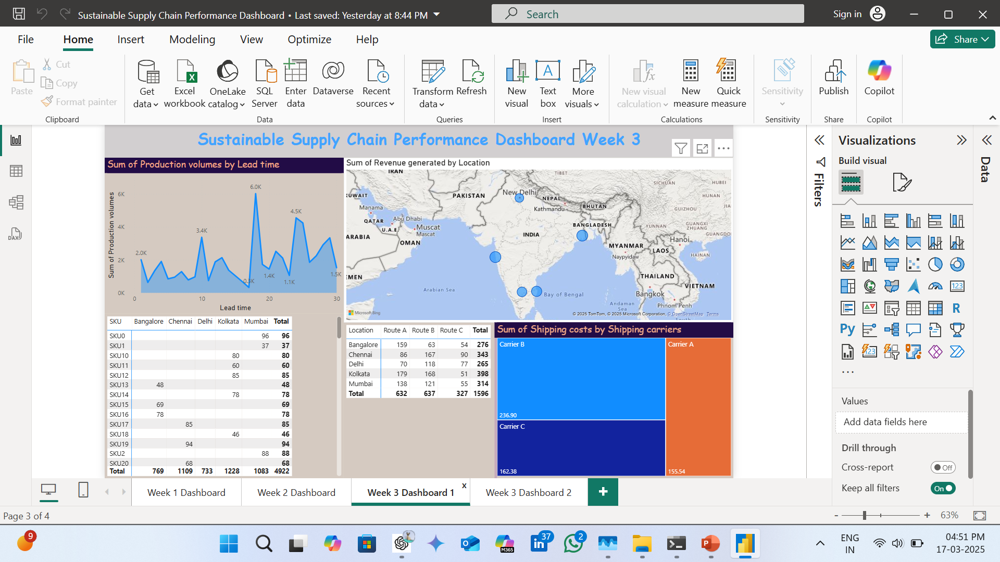 Sustainable Supply Chain Performance Dashboard • Last saved: Yesterday at 8:44 PM
Search
Sign in
File Home Insert Modeling View Optimize Help
Share
Paste
Cut
Copy
Format painter
Clipboard
Get data
Excel workbook
OneLake catalog
SQL Server
Enter data
Dataverse
Recent sources
Data
Transform data
Refresh
Queries
New visual
Text box
More visuals
Insert
New visual calculation
New measure
Quick measure
Calculations
Sensitivity
Sensitivity
Publish
Share
Copilot
Copilot
Sustainable Supply Chain Performance Dashboard Week 3
Sum of Production volumes by Lead time
Sum of Production volumes
6K
4K
2K
0K
2.0K
3.4K
0.3K
6.0K
1.4K
1.1K
4.5K
1.5K
0 10 20 30
Lead time
Sum of Revenue generated by Location
IRAN
TIBET
SICHUAN
HUBEI
KUWAIT
PAKISTAN
New Delhi
NEPAL
Kathmandu
BHUTAN
HUNAN
GUIZHOU
Manama
QATAR
Abu Dhabi
U.A.E.
Muscat
Muscat
OMAN
ARABIA
INDIA
BANGLADESH
YUNNAN
GUANGXI
ZHUANG
GUANGDO
MYANMAR
Naypyidaw
Hanoi
LAOS
HAINAN
THAILAND
VIETNAM
Bangkok
Phnom Penh
EMEN
Arabian Sea
Bay of Bengal
Andaman Sea
Microsoft Bing
© 2025 TomTom, © 2025 Microsoft Corporation, © OpenStreetMap Terms
SKU Bangalore Chennai Delhi Kolkata Mumbai Total
SKU0 96 96
SKU1 37 37
SKU10 80 80
SKU11 60 60
SKU12 85 85
SKU13 48 48
SKU14 78 78
SKU15 69 69
SKU16 78 78
SKU17 85 85
SKU18 46 46
SKU19 94 94
SKU2 88 88
SKU20 68 68
Total 769 1109 733 1228 1083 4922
Location Route A Route B Route C Total
Bangalore 159 63 54 276
Chennai 86 167 90 343
Delhi 70 118 77 265
Kolkata 179 168 51 398
Mumbai 138 121 55 314
Total 632 637 327 1596
Sum of Shipping costs by Shipping carriers
Carrier B
236.90
Carrier C
162.38
Carrier A
155.54
Filters
Visualizations
Build visual
123
R
Py
123
...
Values
Add data fields here
Drill through
Cross-report Off
Keep all filters On
Data
DAX
Week 1 Dashboard
Week 2 Dashboard
Week 3 Dashboard 1 x
Week 3 Dashboard 2
+
Page 3 of 4
- + 63%
9
M365
37
2
ENG
IN
04:51 PM
17-03-2025